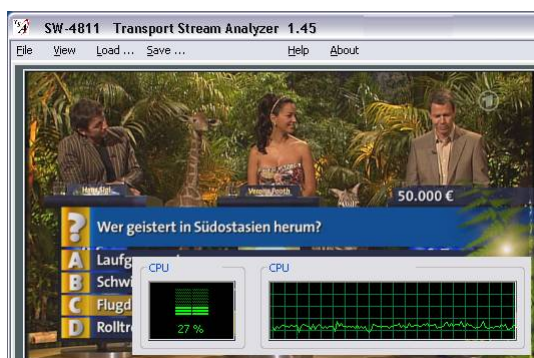 SW-4811 Transport Stream Analyzer 1.45
File View Load ... Save ... Help About
50.000 €
? Wer geistert in Südostasien herum?
A Laufg
B Schwi
C Flugd
D Rolltr
CPU CPU
27 %